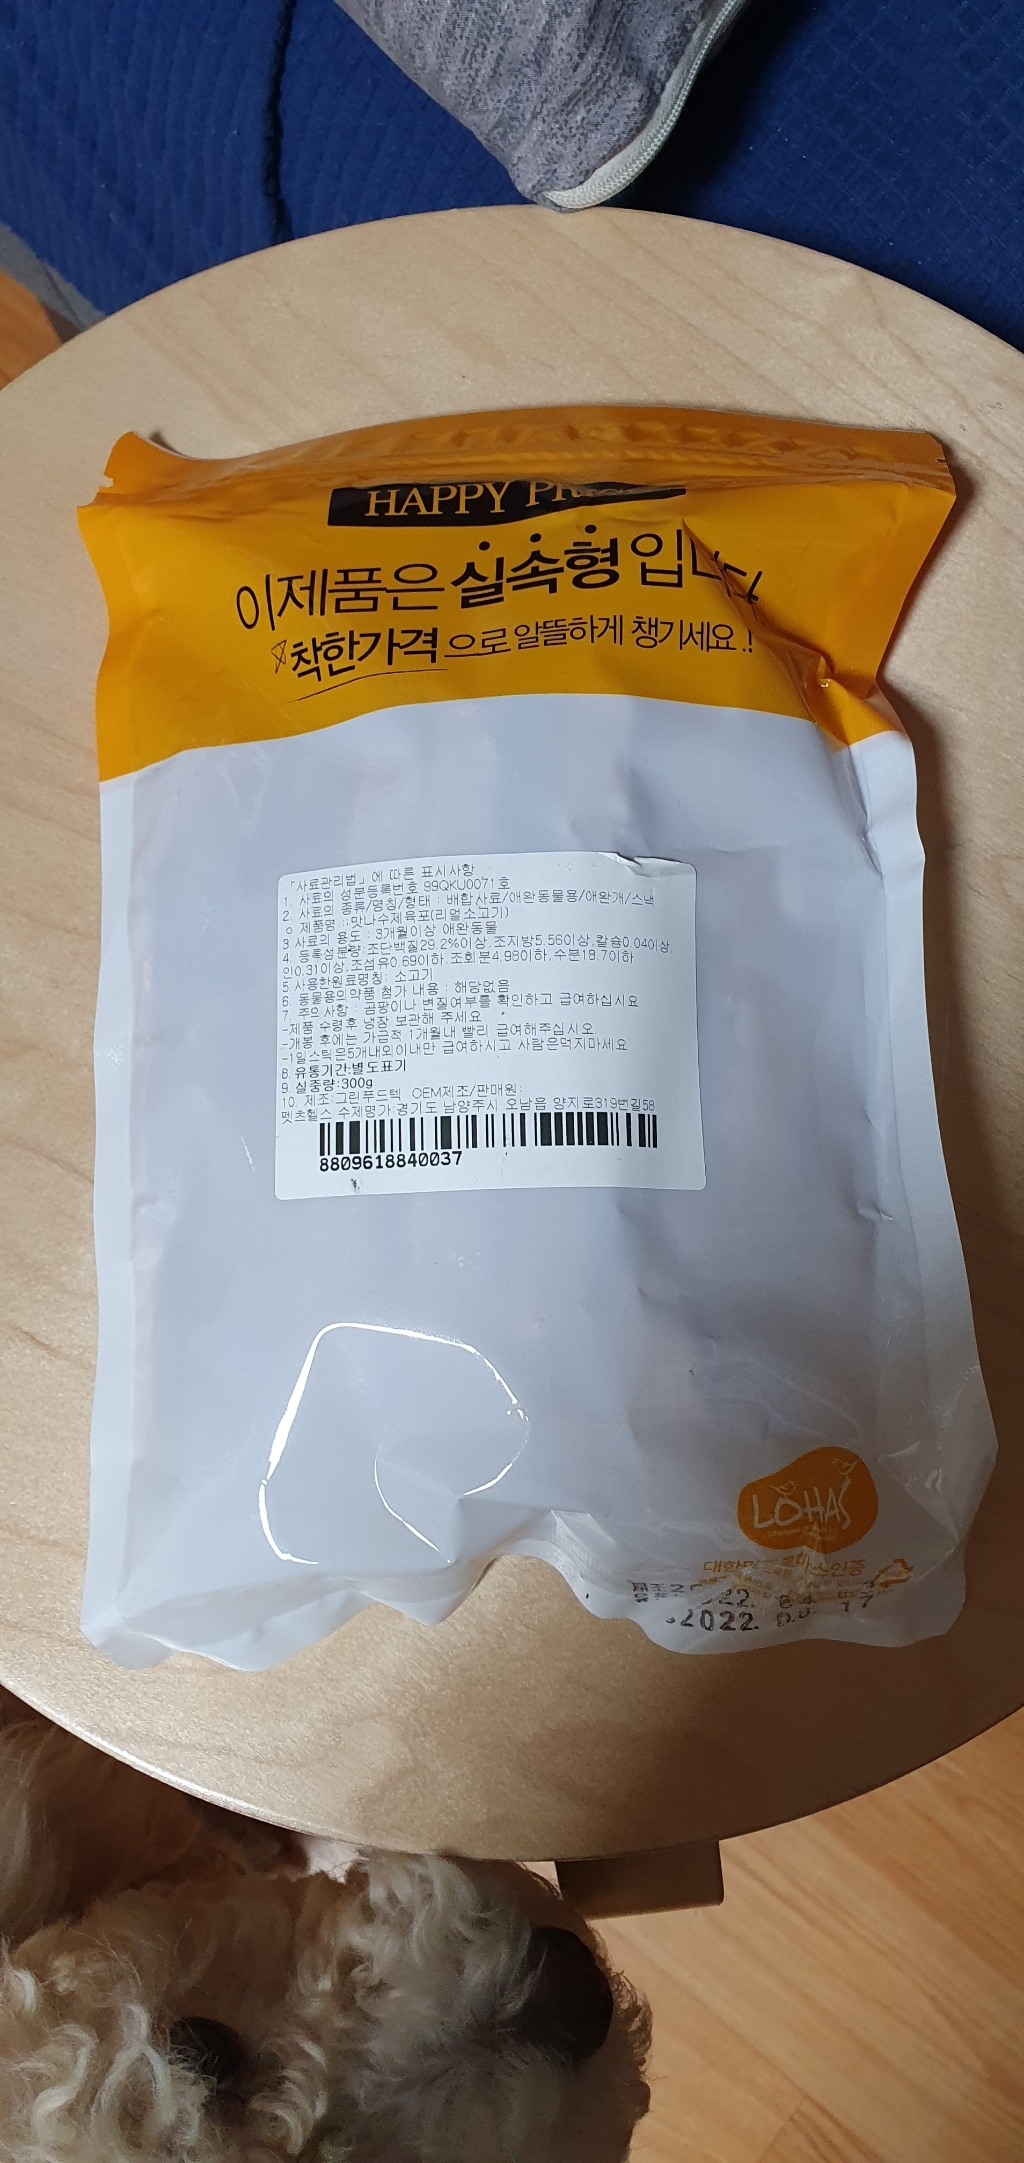 HAPPY
이제품은 실속형입니다
착한가격으로 알뜰하게 챙기세요.!
「사료관리법」에 따른 표시사항
1. 사료의 성분등록번호 99QKU0071호
2. 사료의 종류/명칭/형태 : 배합사료/애완동물용/애완개/스낵
ㅇ 제품명.:맛나수제육포(리얼소고기)
3.사료의 용도 : 3개월이상 애완동물
4. 등록성분량:조단백질29.2%이상.조지방5.56이상.칼슘0.04이상.
인0.31이상.조섬유0.69이하.조회분4.98이하.수분18.7이하
5.사용한원료명칭: 소고기
6. 동물용의약품 첨가 내용 : 해당없음
7. 주의사항 : 곰팡이나 변질여부를 확인하고 급여하십시요
-제품 수령후 냉장 보관해 주세요
-개봉 후에는 가급적 1개월내 빨리 급여해주십시오
-1일스틱은5개내외이내만 급여하시고 사람은먹지마세요
8.유통기간:별도표기
9.실중량:300g
10. 제조:그린푸드텍 OEM제조/판매원:
펫츠헬스 수제명가:경기도 남양주시 오남읍 양지로319번길58
8809618840037
LOHAS
2022.